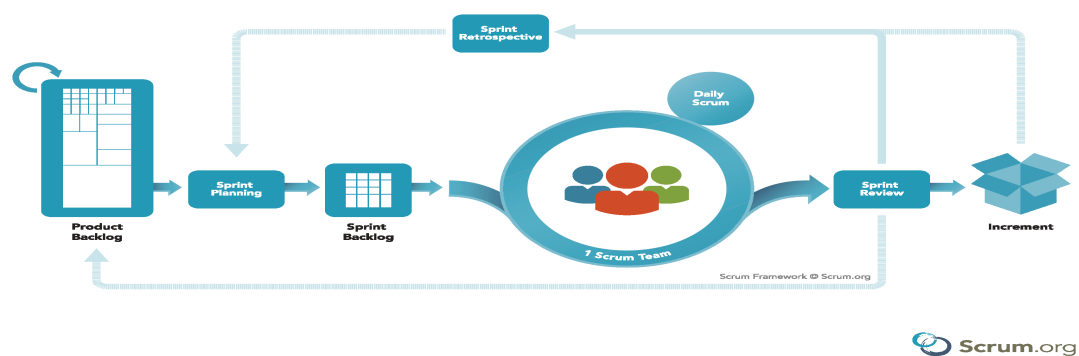 Sprint
Retrospective
Daily
Scrum
Sprint
Planning
Sprint
Review
Product
Backlog
Sprint
Backlog
1 Scrum Team
Increment
Scrum Framework © Scrum.org
Scrum.org